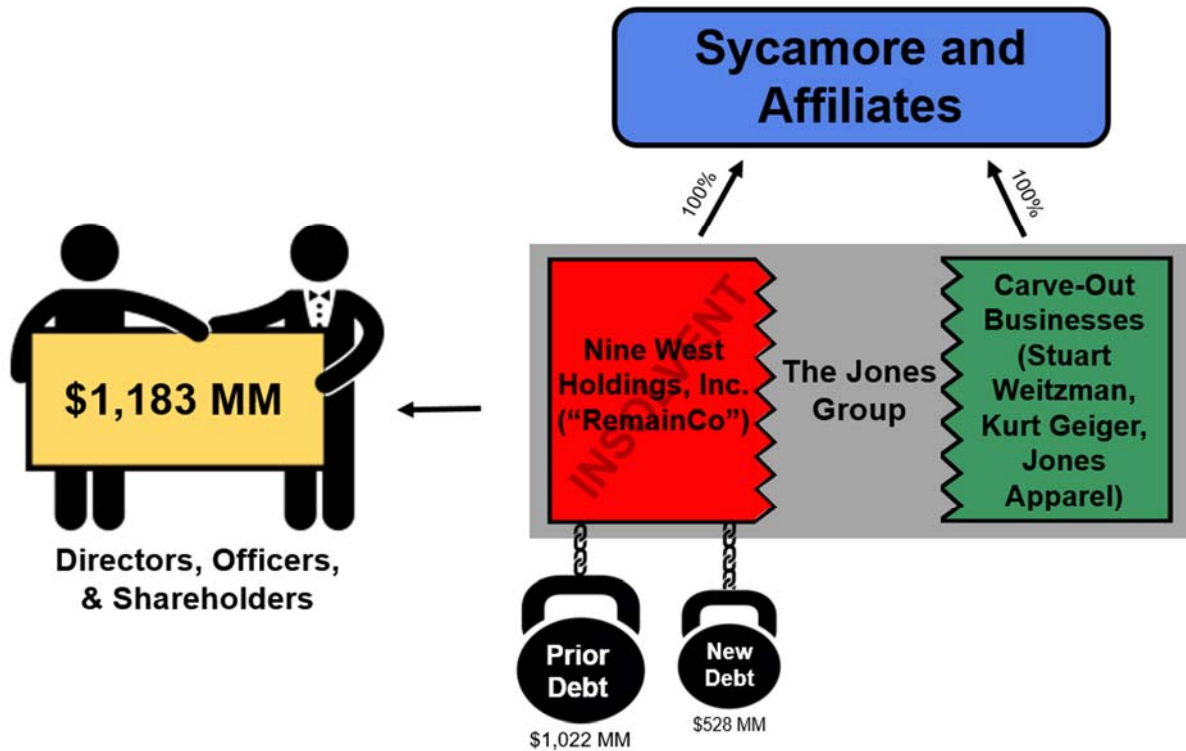 Sycamore and
Affiliates
100%
100%
$1,183 MM
Directors, Officers,
& Shareholders
INSOLVENT
Nine West
Holdings, Inc.
(“RemainCo”)
The Jones
Group
Carve-Out
Businesses
(Stuart
Weitzman,
Kurt Geiger,
Jones
Apparel)
Prior
Debt
$1,022 MM
New
Debt
$528 MM